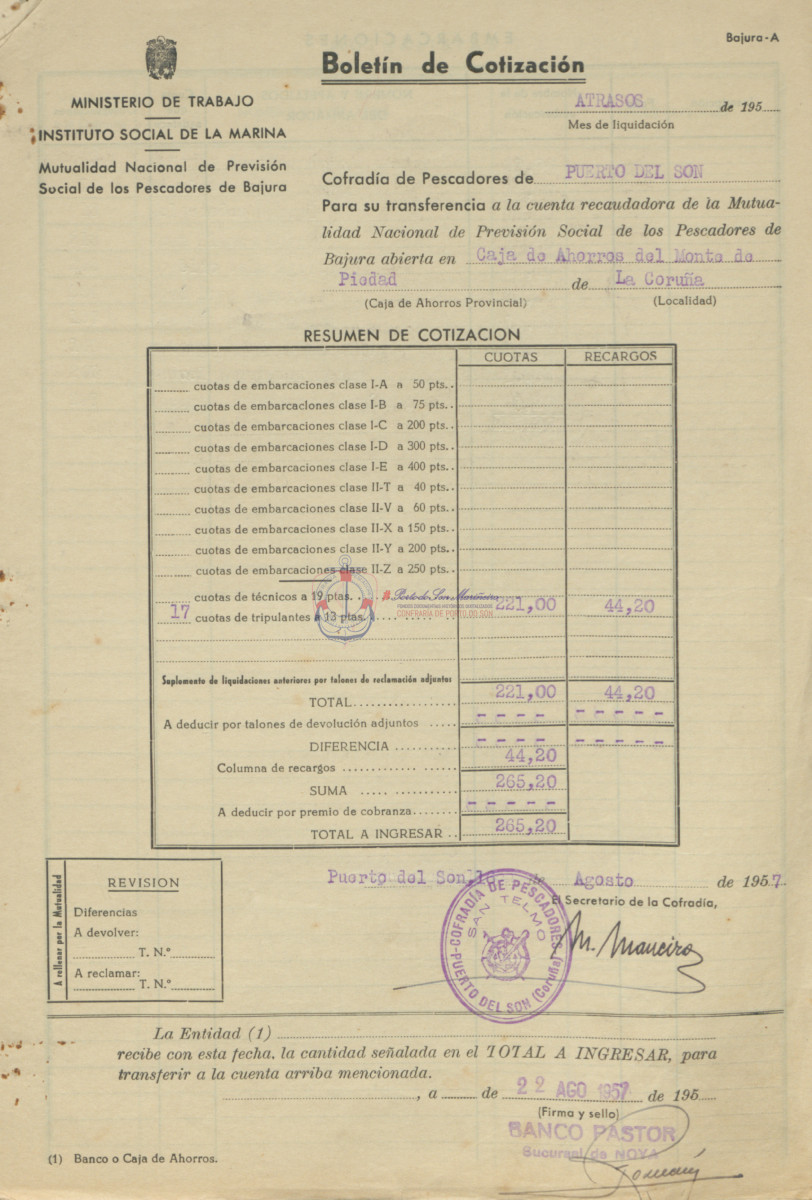 Bajura-A
Boletín de Cotización
MINISTERIO DE TRABAJO
INSTITUTO SOCIAL DE LA MARINA
Mutualidad Nacional de Previsión
Social de los Pescadores de Bajura
ATRASOS de 195
Mes de liquidación
Cofradía de Pescadores de PUERTO DEL SON
Para su transferencia a la cuenta recaudadora de la Mutua-
lidad Nacional de Previsión Social de los Pescadores de
Bajura abierta en Caja de Ahorros del Monte de
Piedad de La Coruña
(Caja de Ahorros Provincial) (Localidad)
RESUMEN DE COTIZACION
CUOTAS RECARGOS
cuotas de embarcaciones clase I-A a 50 pts..
cuotas de embarcaciones clase I-B a 75 pts..
cuotas de embarcaciones clase I-C a 200 pts..
cuotas de embarcaciones clase I-D a 300 pts..
cuotas de embarcaciones clase I-E a 400 pts..
cuotas de embarcaciones clase II-T a 40 pts..
cuotas de embarcaciones clase II-V a 60 pts..
cuotas de embarcaciones clase II-X a 150 pts..
cuotas de embarcaciones clase II-Y a 200 pts..
cuotas de embarcaciones clase II-Z a 250 pts..
cuotas de técnicos a 19 ptas.
Porto do Son Mariñeiro
CONFRARÍA DE PORTO DO SON
17 cuotas de tripulantes a 13 ptas. 221,00 44,20
Suplemento de liquidaciones anteriores por talones de reclamación adjuntos
TOTAL 221,00 44,20
A deducir por talones de devolución adjuntos - - - - - - - - -
DIFERENCIA - - - - - - - - -
Columna de recargos 44,20
SUMA 265,20
A deducir por premio de cobranza - - - - -
TOTAL A INGRESAR 265,20
Puerto del Son, de Agosto de 1957.
El Secretario de la Cofradía,
M. Maneiro
COFRADÍA DE PESCADORES
SAN TELMO
PUERTO DEL SON (Coruña)
A rellenar por la Mutualidad
REVISION
Diferencias
A devolver:
T. N.º
A reclamar:
T. N.º
La Entidad (1)
recibe con esta fecha. la cantidad señalada en el TOTAL A INGRESAR, para
transferir a la cuenta arriba mencionada.
, a de 22 AGO 1957 de 195
(Firma y sello)
BANCO PASTOR
Sucursal de NOYA
(1) Banco o Caja de Ahorros.